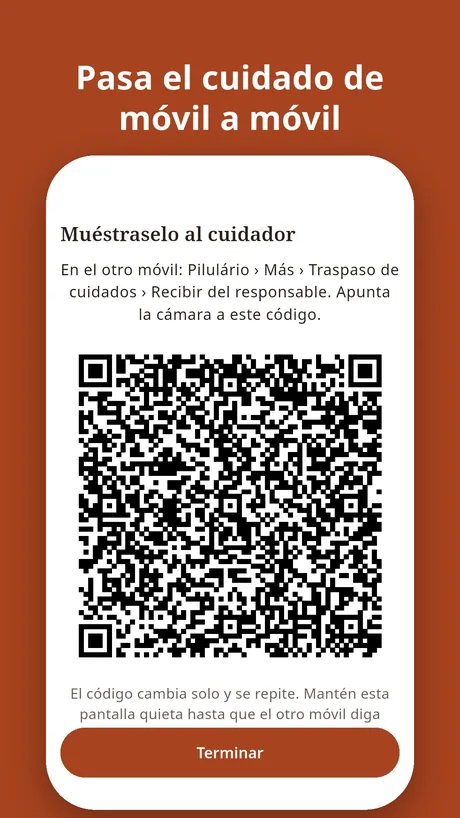 Pasa el cuidado de
móvil a móvil
Muéstraselo al cuidador
En el otro móvil: Pilulário › Más › Traspaso de
cuidados › Recibir del responsable. Apunta
la cámara a este código.
El código cambia solo y se repite. Mantén esta
pantalla quieta hasta que el otro móvil diga
Terminar